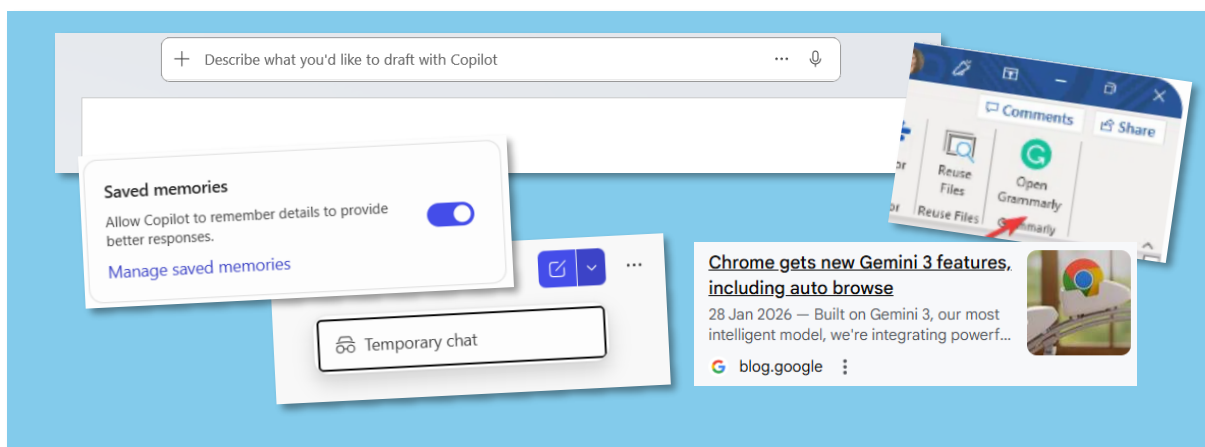 Describe what you'd like to draft with Copilot
Comments
Share
Reuse
Files
Open
Grammarly
Reuse Files
Saved memories
Allow Copilot to remember details to provide
better responses.
Manage saved memories
Temporary chat
Chrome gets new Gemini 3 features,
including auto browse
28 Jan 2026 — Built on Gemini 3, our most
intelligent model, we're integrating powerf...
blog.google